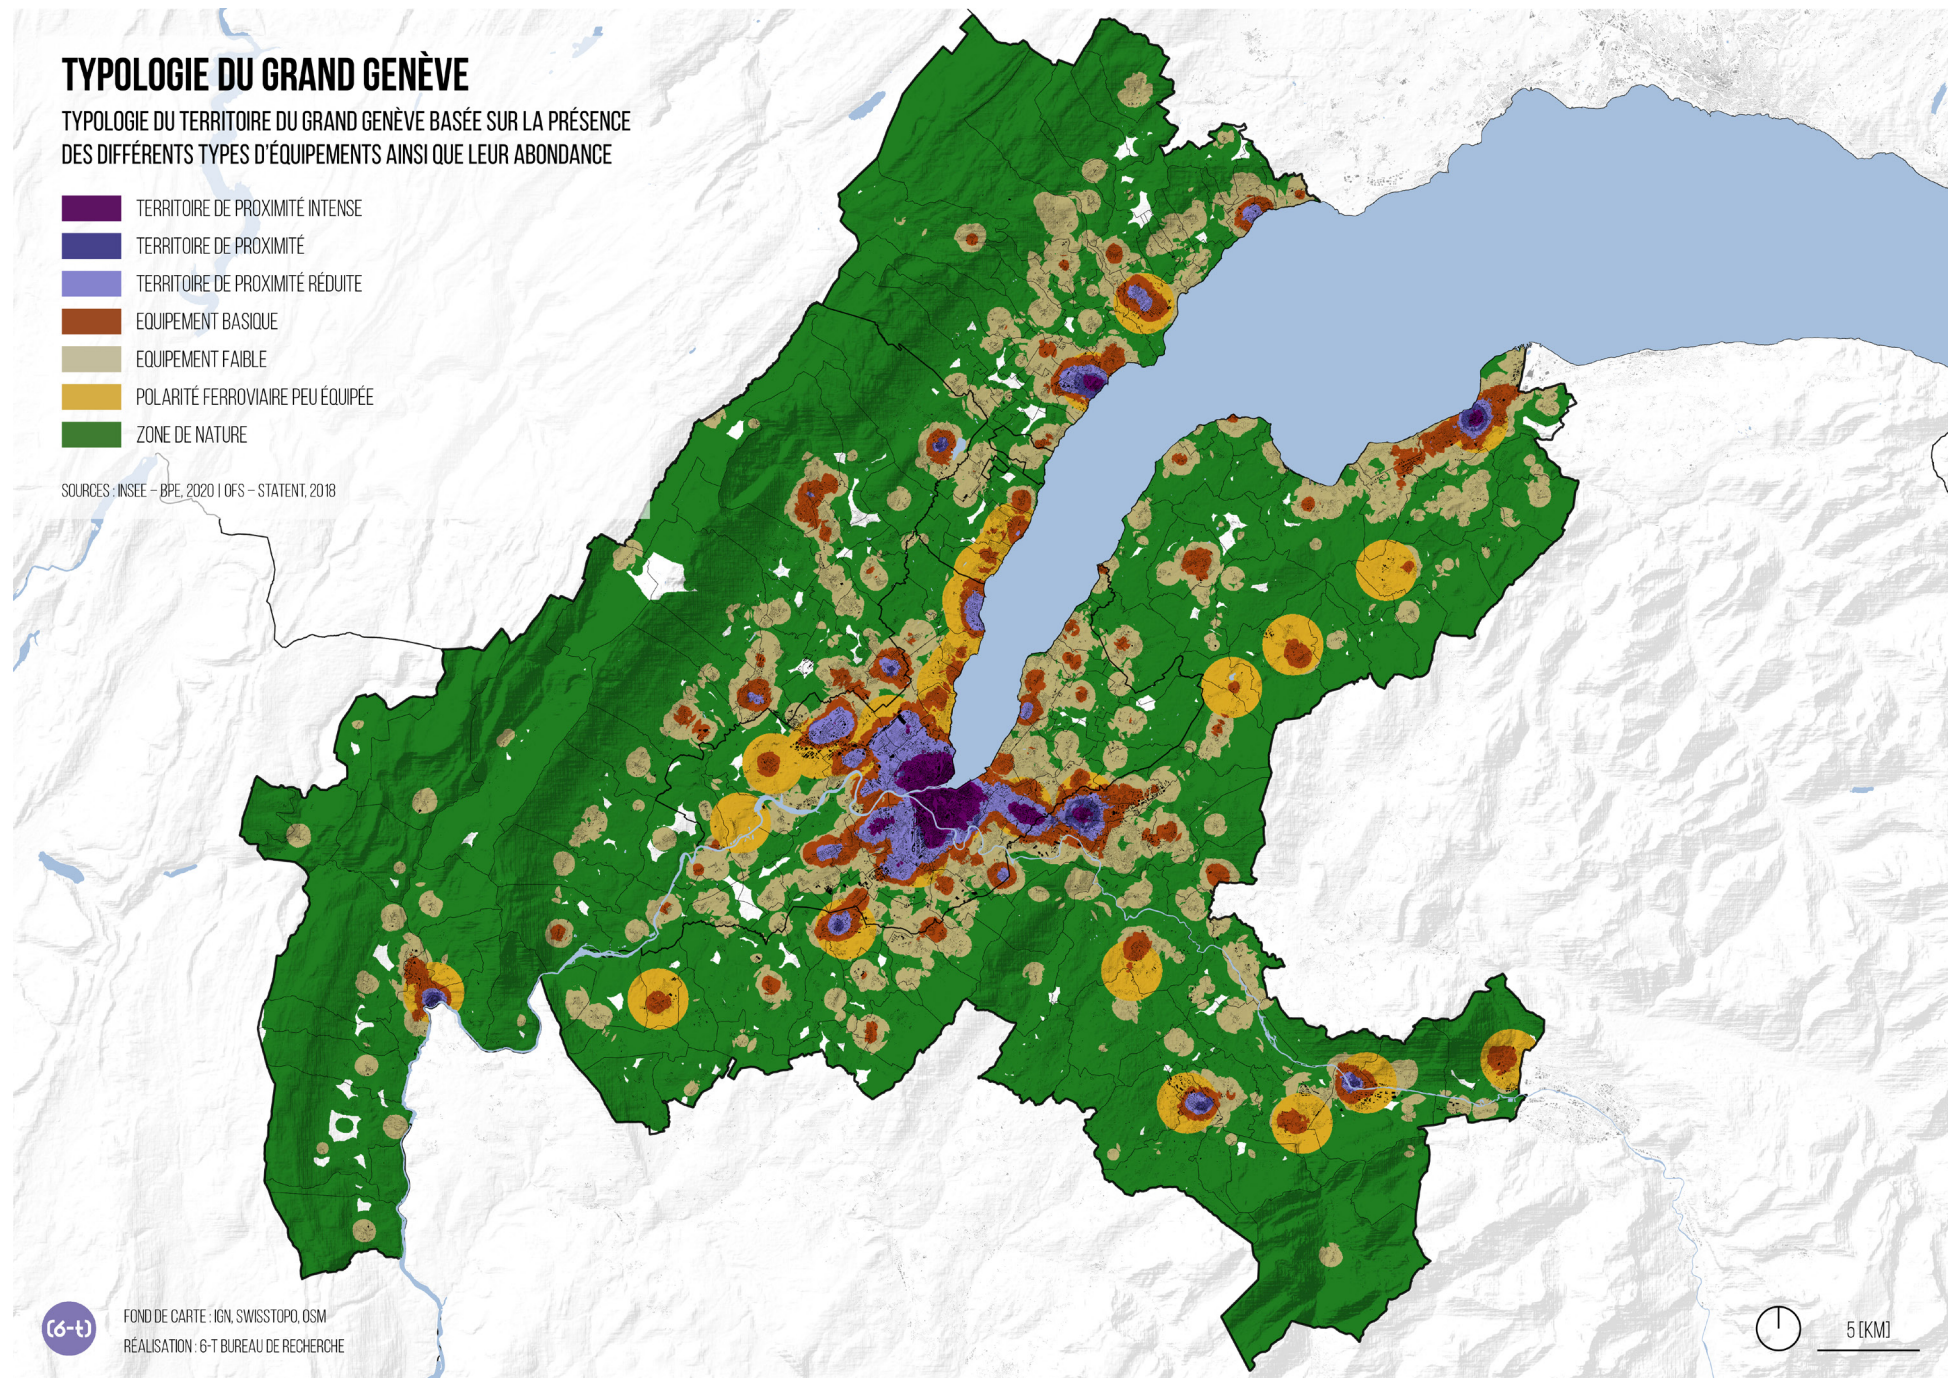 TYPOLOGIE DU GRAND GENÈVE
TYPOLOGIE DU TERRITOIRE DU GRAND GENÈVE BASÉE SUR LA PRÉSENCE
DES DIFFÉRENTS TYPES D'ÉQUIPEMENTS AINSI QUE LEUR ABONDANCE
TERRITOIRE DE PROXIMITÉ INTENSE
TERRITOIRE DE PROXIMITÉ
TERRITOIRE DE PROXIMITÉ RÉDUITE
EQUIPEMENT BASIQUE
EQUIPEMENT FAIBLE
POLARITÉ FERROVIAIRE PEU ÉQUIPÉE
ZONE DE NATURE
SOURCES : INSEE – BPE, 2020 | OFS – STATENT, 2018
(6-t)
FOND DE CARTE : IGN, SWISSTOPO, OSM
RÉALISATION : 6-T BUREAU DE RECHERCHE
5 [KM]